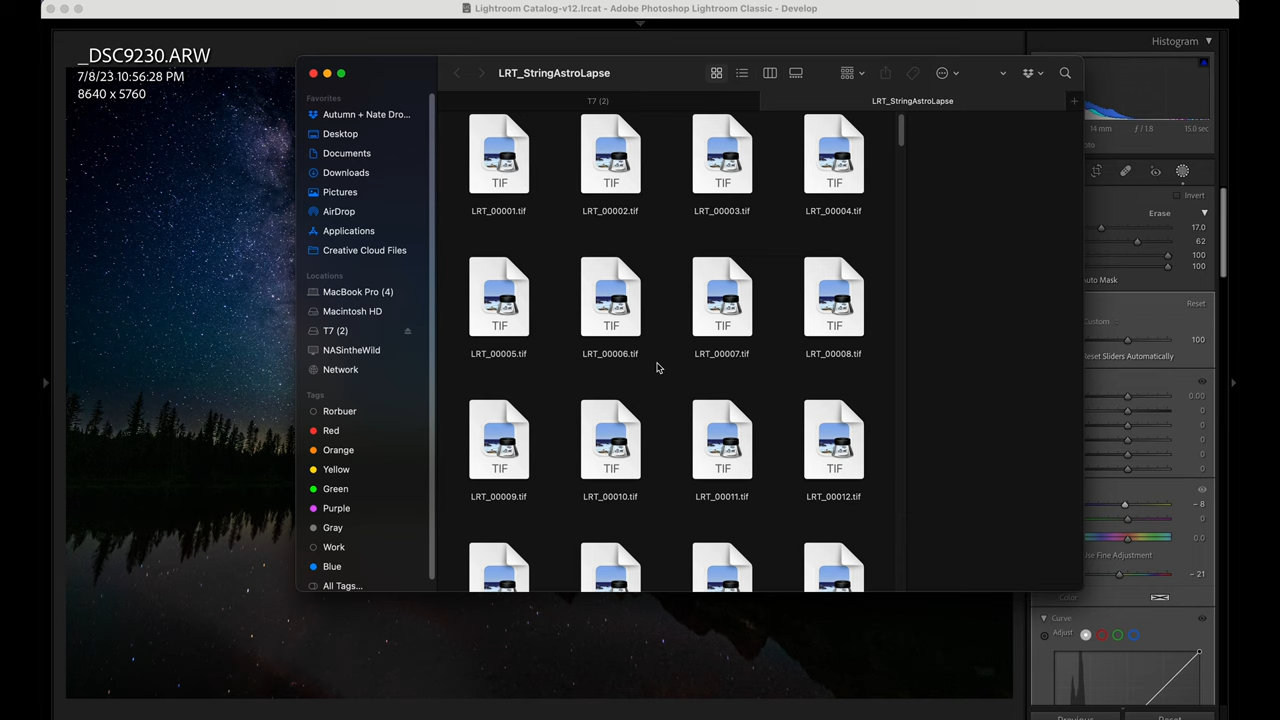 Lightroom Catalog-v12.lrcat - Adobe Photoshop Lightroom Classic - Develop
_DSC9230.ARW
7/8/23 10:56:28 PM
8640 x 5760
LRT_StringAstroLapse
T7 (2)
LRT_StringAstroLapse
Favorites
Autumn + Nate Dro...
Desktop
Documents
Downloads
Pictures
AirDrop
Applications
Creative Cloud Files
Locations
MacBook Pro (4)
Macintosh HD
T7 (2)
NASintheWild
Network
Tags
Rorbuer
Red
Orange
Yellow
Green
Purple
Gray
Work
Blue
All Tags...
TIF TIF TIF TIF
LRT_00001.tif LRT_00002.tif LRT_00003.tif LRT_00004.tif
TIF TIF TIF TIF
LRT_00005.tif LRT_00006.tif LRT_00007.tif LRT_00008.tif
TIF TIF TIF TIF
LRT_00009.tif LRT_00010.tif LRT_00011.tif LRT_00012.tif
Histogram
14 mm f / 1.8 15.0 sec
Invert
Erase
17.0
62
100
100
Auto Mask
Reset
Custom
100
Reset Sliders Automatically
0.00
0
0
0
0
0
- 8
0
0.0
Use Fine Adjustment
- 21
Color
Curve
Adjust
Previous Reset